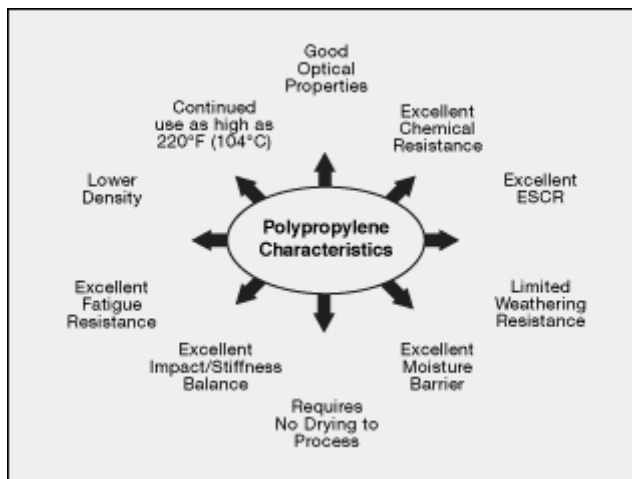 Good
Optical
Properties
Continued
use as high as
220°F (104°C)
Excellent
Chemical
Resistance
Lower
Density
Excellent
ESCR
Polypropylene
Characteristics
Excellent
Fatigue
Resistance
Limited
Weathering
Resistance
Excellent
Impact/Stiffness
Balance
Excellent
Moisture
Barrier
Requires
No Drying to
Process